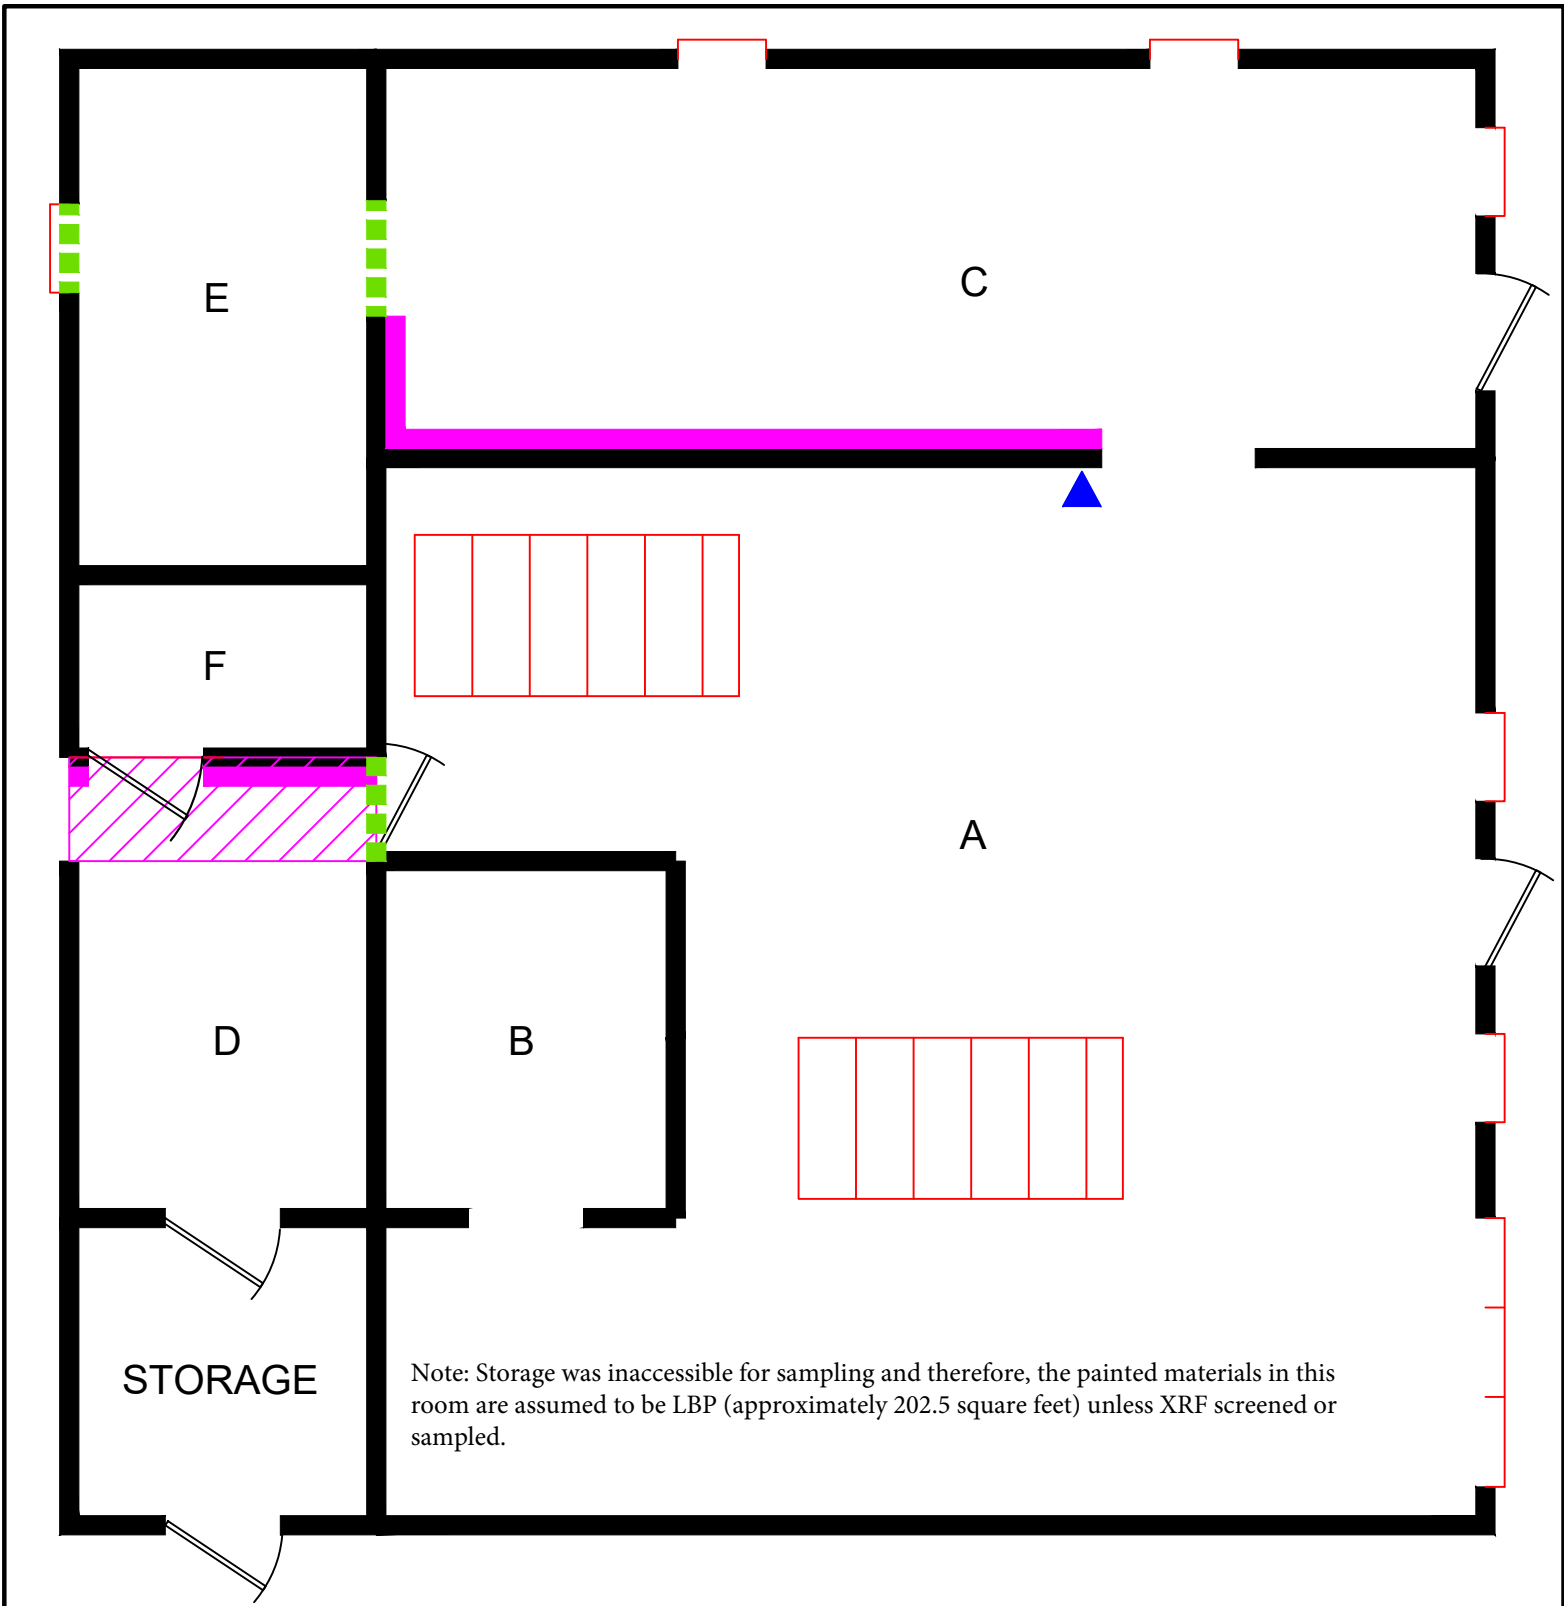 E
C
F
A
D
B
STORAGE
Note: Storage was inaccessible for sampling and therefore, the painted materials in this
room are assumed to be LBP (approximately 202.5 square feet) unless XRF screened or
sampled.